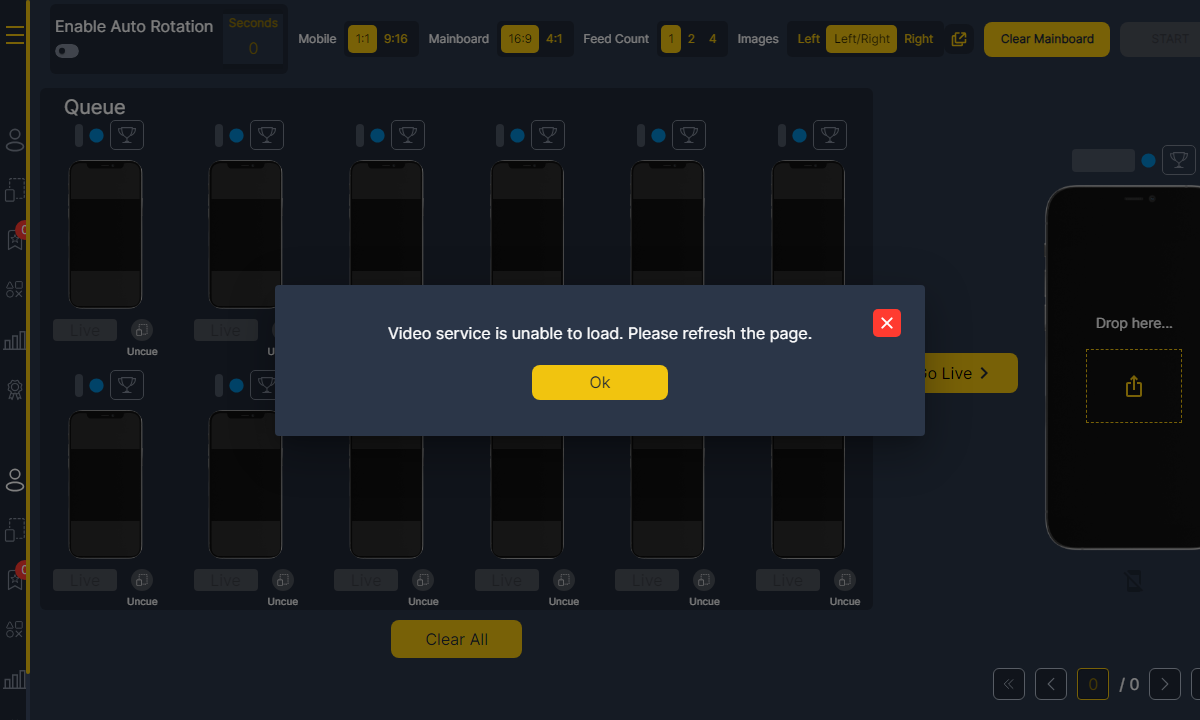 Enable Auto Rotation
Seconds
0
Mobile
1:1
9:16
Mainboard
16:9
4:1
Feed Count
1
2
4
Images
Left
Left/Right
Right
Clear Mainboard
START
Queue
Live
Live
Uncue
Video service is unable to load. Please refresh the page.
Ok
Go Live
Drop here...
Live
Live
Live
Live
Live
Live
Uncue
Uncue
Uncue
Uncue
Uncue
Uncue
Clear All
0
/ 0